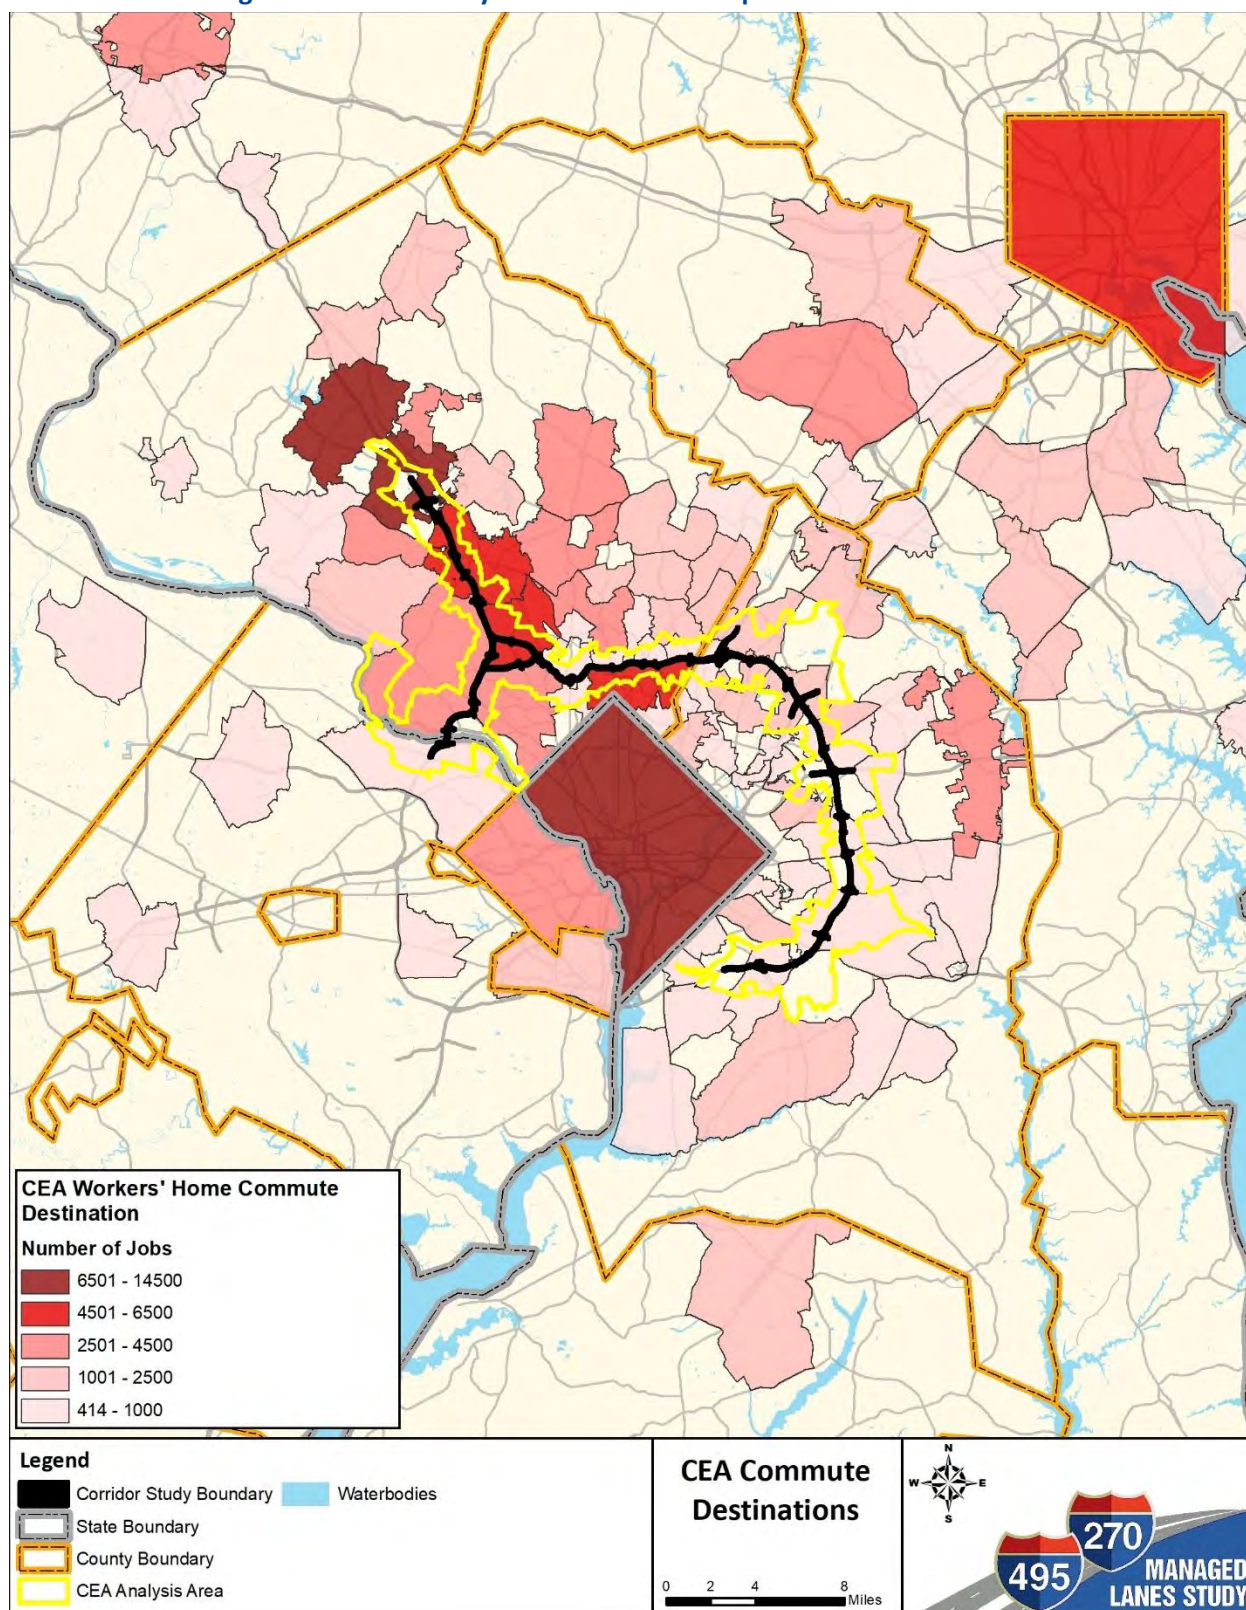 CEA Workers' Home Commute
Destination
Number of Jobs
6501 - 14500
4501 - 6500
2501 - 4500
1001 - 2500
414 - 1000
Legend
Corridor Study Boundary
Waterbodies
State Boundary
County Boundary
CEA Analysis Area
CEA Commute
Destinations
0 2 4 8
Miles
N
W E
S
270
495
MANAGED
LANES STUDY